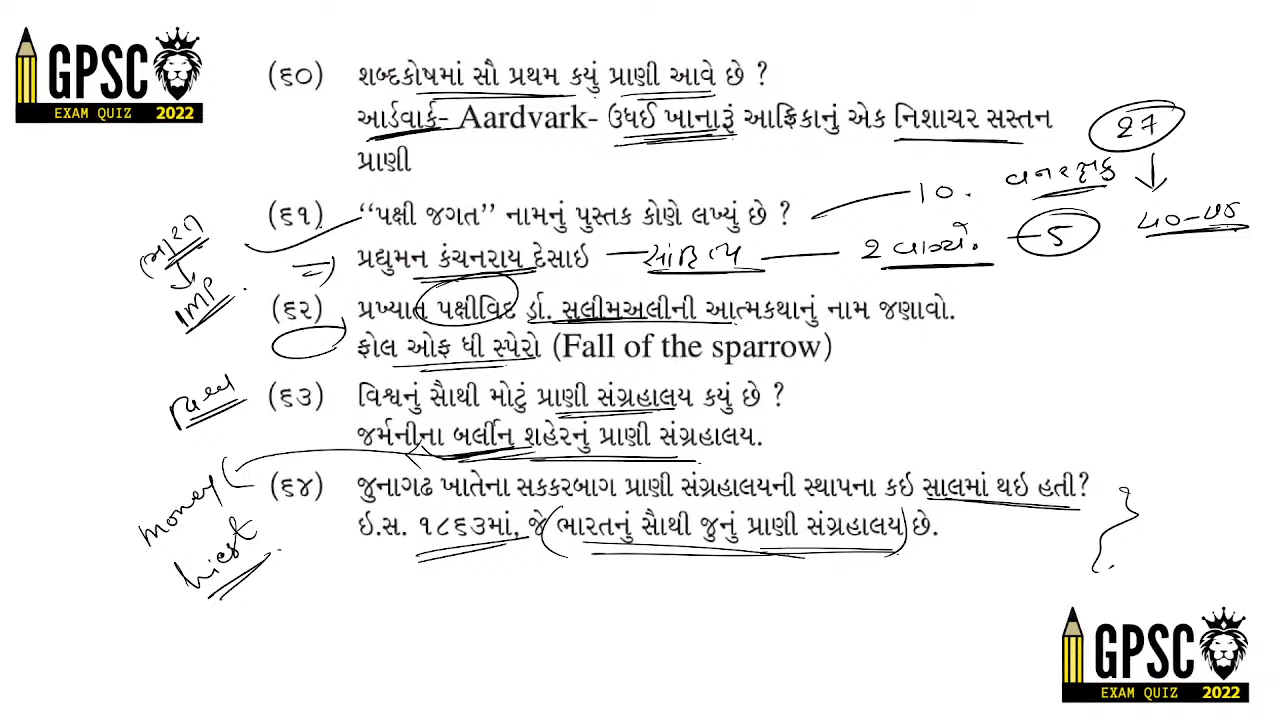 GPSC
EXAM QUIZ 2022
(૬૦) શબ્દકોષમાં સૌ પ્રથમ કયું પ્રાણી આવે છે ?
આર્ડવાર્ક- Aardvark- ઉધઈ ખાનારૂં આફ્રિકાનું એક નિશાચર સસ્તન
પ્રાણી
27
વનરક્ષક
10.
(૬૧) “પક્ષી જગત” નામનું પુસ્તક કોણે લખ્યું છે ?
પ્રદ્યુમન કંચનરાય દેસાઇ
સાહિત્ય
5
IMP
(૬૨) પ્રખ્યાત પક્ષીવિદ ર્ડા. સલીમઅલીની આત્મકથાનું નામ જણાવો.
ફોલ ઓફ ધી સ્પેરો (Fall of the sparrow)
(૬૩) વિશ્વનું સૈાથી મોટું પ્રાણી સંગ્રહાલય કયું છે ?
જર્મનીના બર્લીન શહેરનું પ્રાણી સંગ્રહાલય.
(૬૪) જુનાગઢ ખાતેના સકકરબાગ પ્રાણી સંગ્રહાલયની સ્થાપના કઇ સાલમાં થઇ હતી?
ઇ.સ. ૧૮૬૩માં, જે ભારતનું સૈાથી જુનું પ્રાણી સંગ્રહાલય છે.
money
hiest
GPSC
EXAM QUIZ 2022